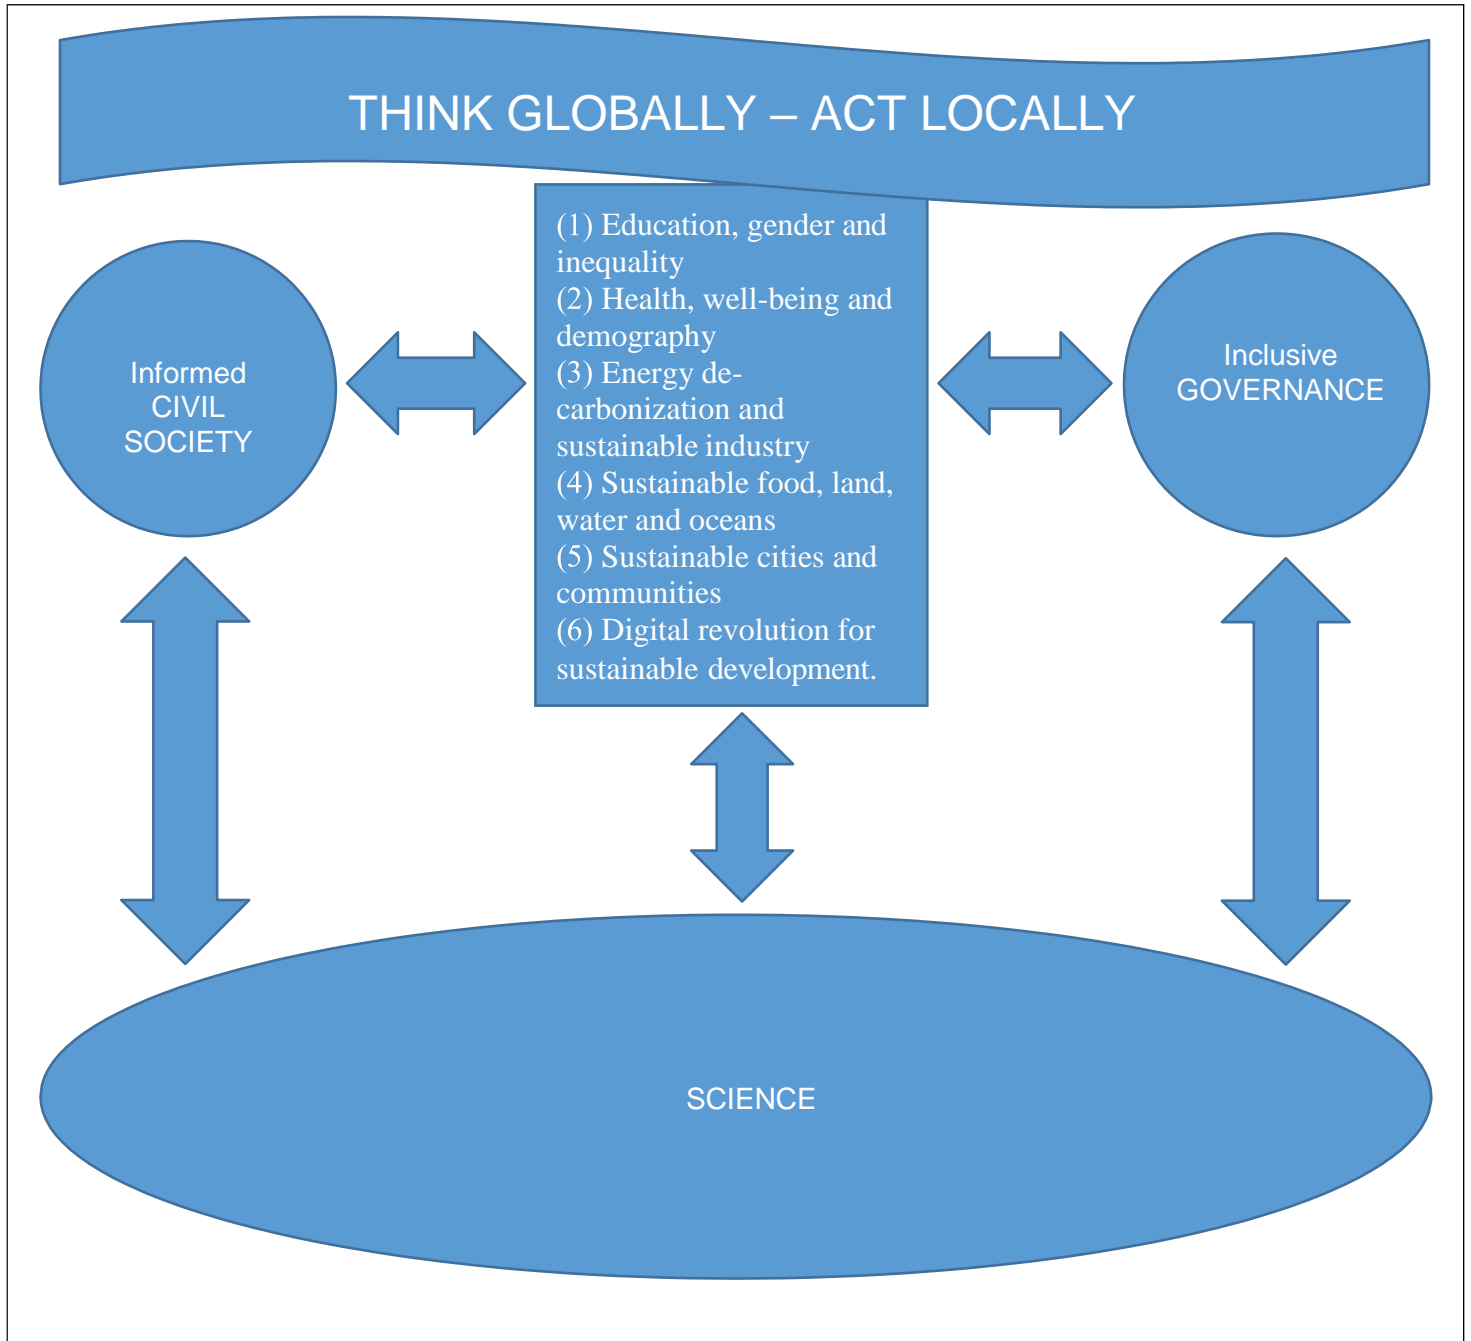 THINK GLOBALLY – ACT LOCALLY
(1) Education, gender and
inequality
(2) Health, well-being and
demography
(3) Energy de-
carbonization and
sustainable industry
(4) Sustainable food, land,
water and oceans
(5) Sustainable cities and
communities
(6) Digital revolution for
sustainable development.
Informed
CIVIL
SOCIETY
Inclusive
GOVERNANCE
SCIENCE